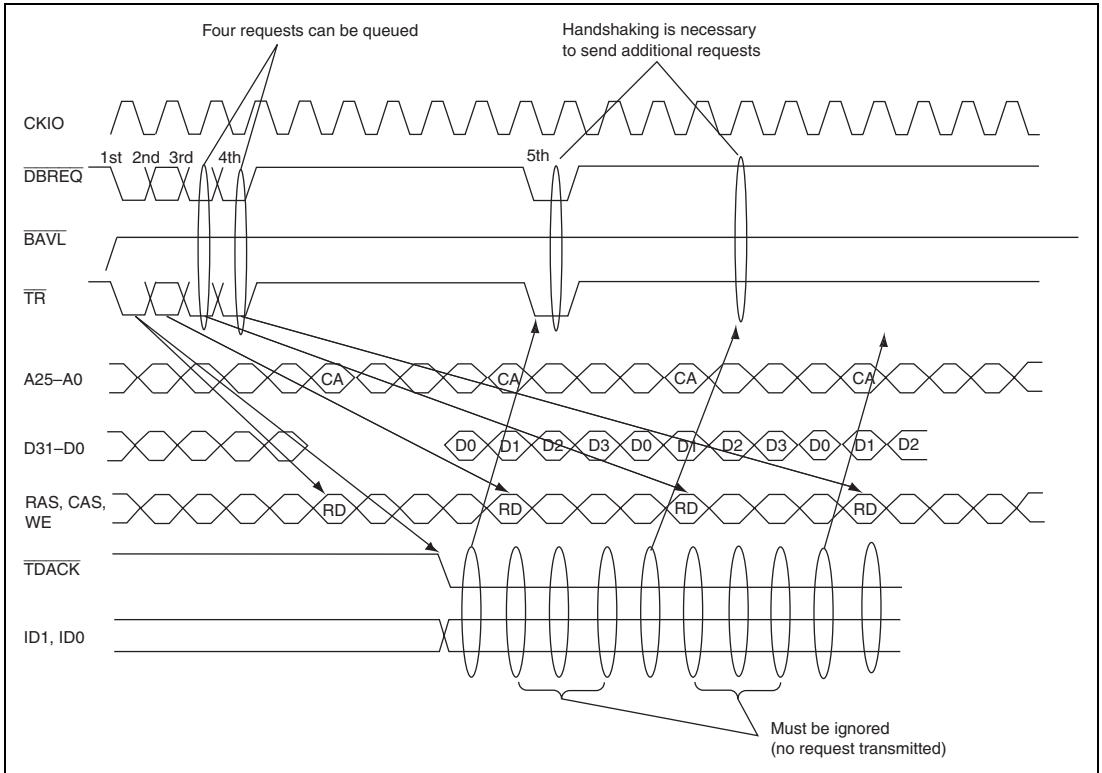 Four requests can be queued
Handshaking is necessary
to send additional requests
CKIO
1st 2nd 3rd 4th 5th
DBREQ
BAVL
TR
A25–A0 CA CA CA CA
D31–D0 D0 D1 D2 D3 D0 D1 D2 D3 D0 D1 D2
RAS, CAS,
WE RD RD RD RD
TDACK
ID1, ID0
Must be ignored
(no request transmitted)